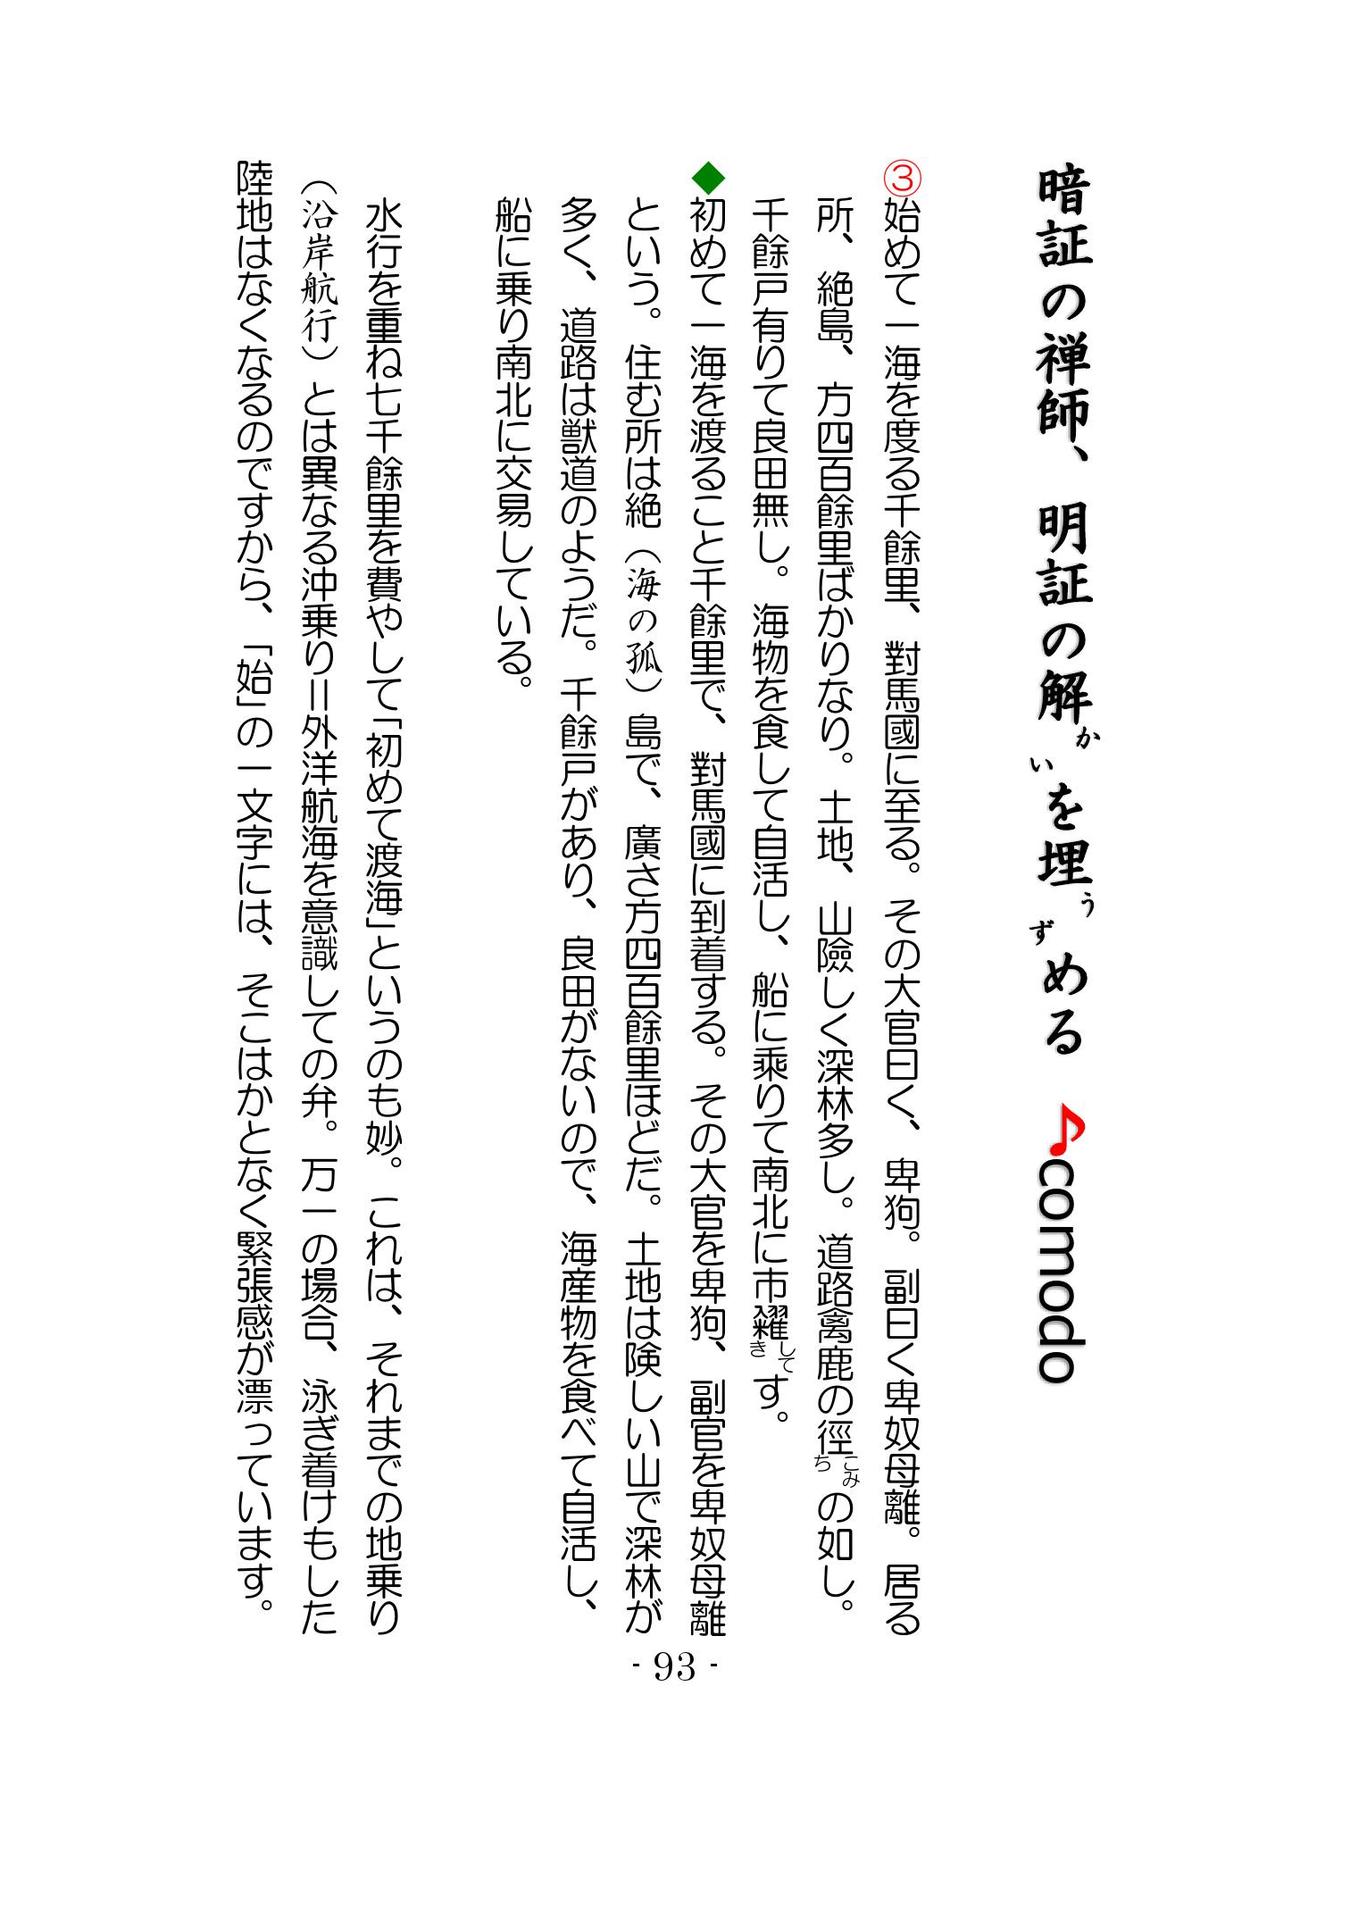 暗証の禅師、明証の解かいを埋うずめる ♪comodo
③始めて一海を度る千餘里、對馬國に至る。その大官曰く、卑狗。副曰く卑奴母離。居る
所、絶島、方四百餘里ばかりなり。土地、山險しく深林多し。道路禽鹿の徑こみちの如し。
千餘戸有りて良田無し。海物を食して自活し、船に乘りて南北に市糴してきす。
◆初めて一海を渡ること千餘里で、對馬國に到着する。その大官を卑狗、副官を卑奴母離
という。住む所は絶（海の孤）島で、廣さ方四百餘里ほどだ。土地は険しい山で深林が
多く、道路は獣道のようだ。千餘戸があり、良田がないので、海産物を食べて自活し、
船に乗り南北に交易している。
水行を重ね七千餘里を費やして「初めて渡海」というのも妙。これは、それまでの地乗り
（沿岸航行）とは異なる沖乗り＝外洋航海を意識しての弁。万一の場合、泳ぎ着けもした
陸地はなくなるのですから、「始」の一文字には、そこはかとなく緊張感が漂っています。
- 93 -